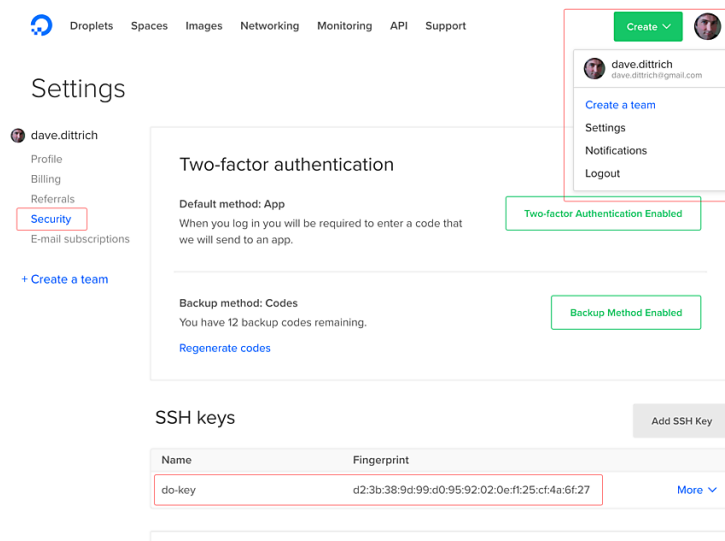 Droplets Spaces Images Networking Monitoring API Support Create
dave.dittrich
dave.dittrich@gmail.com
Create a team
Settings
Notifications
Logout
Settings
dave.dittrich
Profile
Billing
Referrals
Security
E-mail subscriptions
+ Create a team
Two-factor authentication
Default method: App
When you log in you will be required to enter a code that
we will send to an app.
Two-factor Authentication Enabled
Backup method: Codes
You have 12 backup codes remaining.
Backup Method Enabled
Regenerate codes
SSH keys
Add SSH Key
Name Fingerprint
do-key d2:3b:38:9d:99:d0:95:92:02:0e:f1:25:cf:4a:6f:27 More